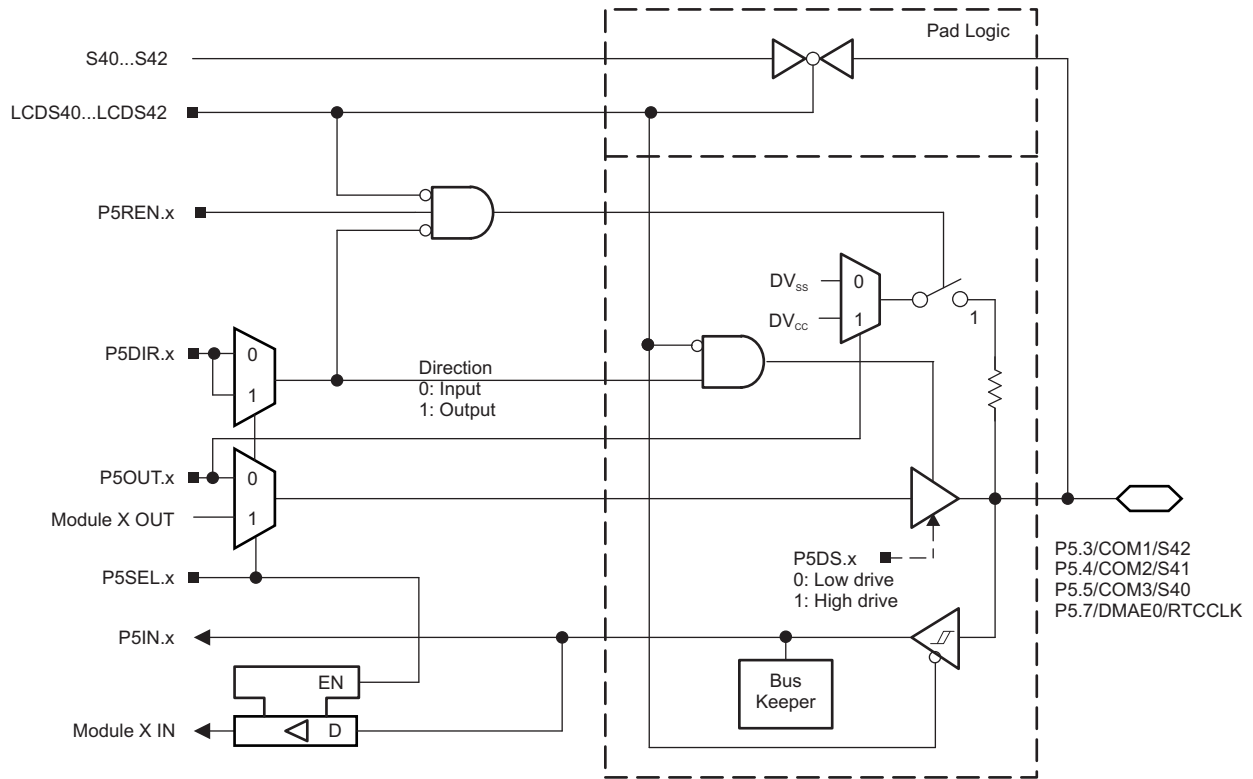 Pad Logic
S40...S42
LCDS40...LCDS42
P5REN.x
DVSS
0
DVCC
1
1
P5DIR.x
0
1
Direction
0: Input
1: Output
P5OUT.x
0
Module X OUT
1
P5DS.x
0: Low drive
1: High drive
P5.3/COM1/S42
P5.4/COM2/S41
P5.5/COM3/S40
P5.7/DMAE0/RTCCLK
P5SEL.x
P5IN.x
Bus
Keeper
EN
Module X IN
D